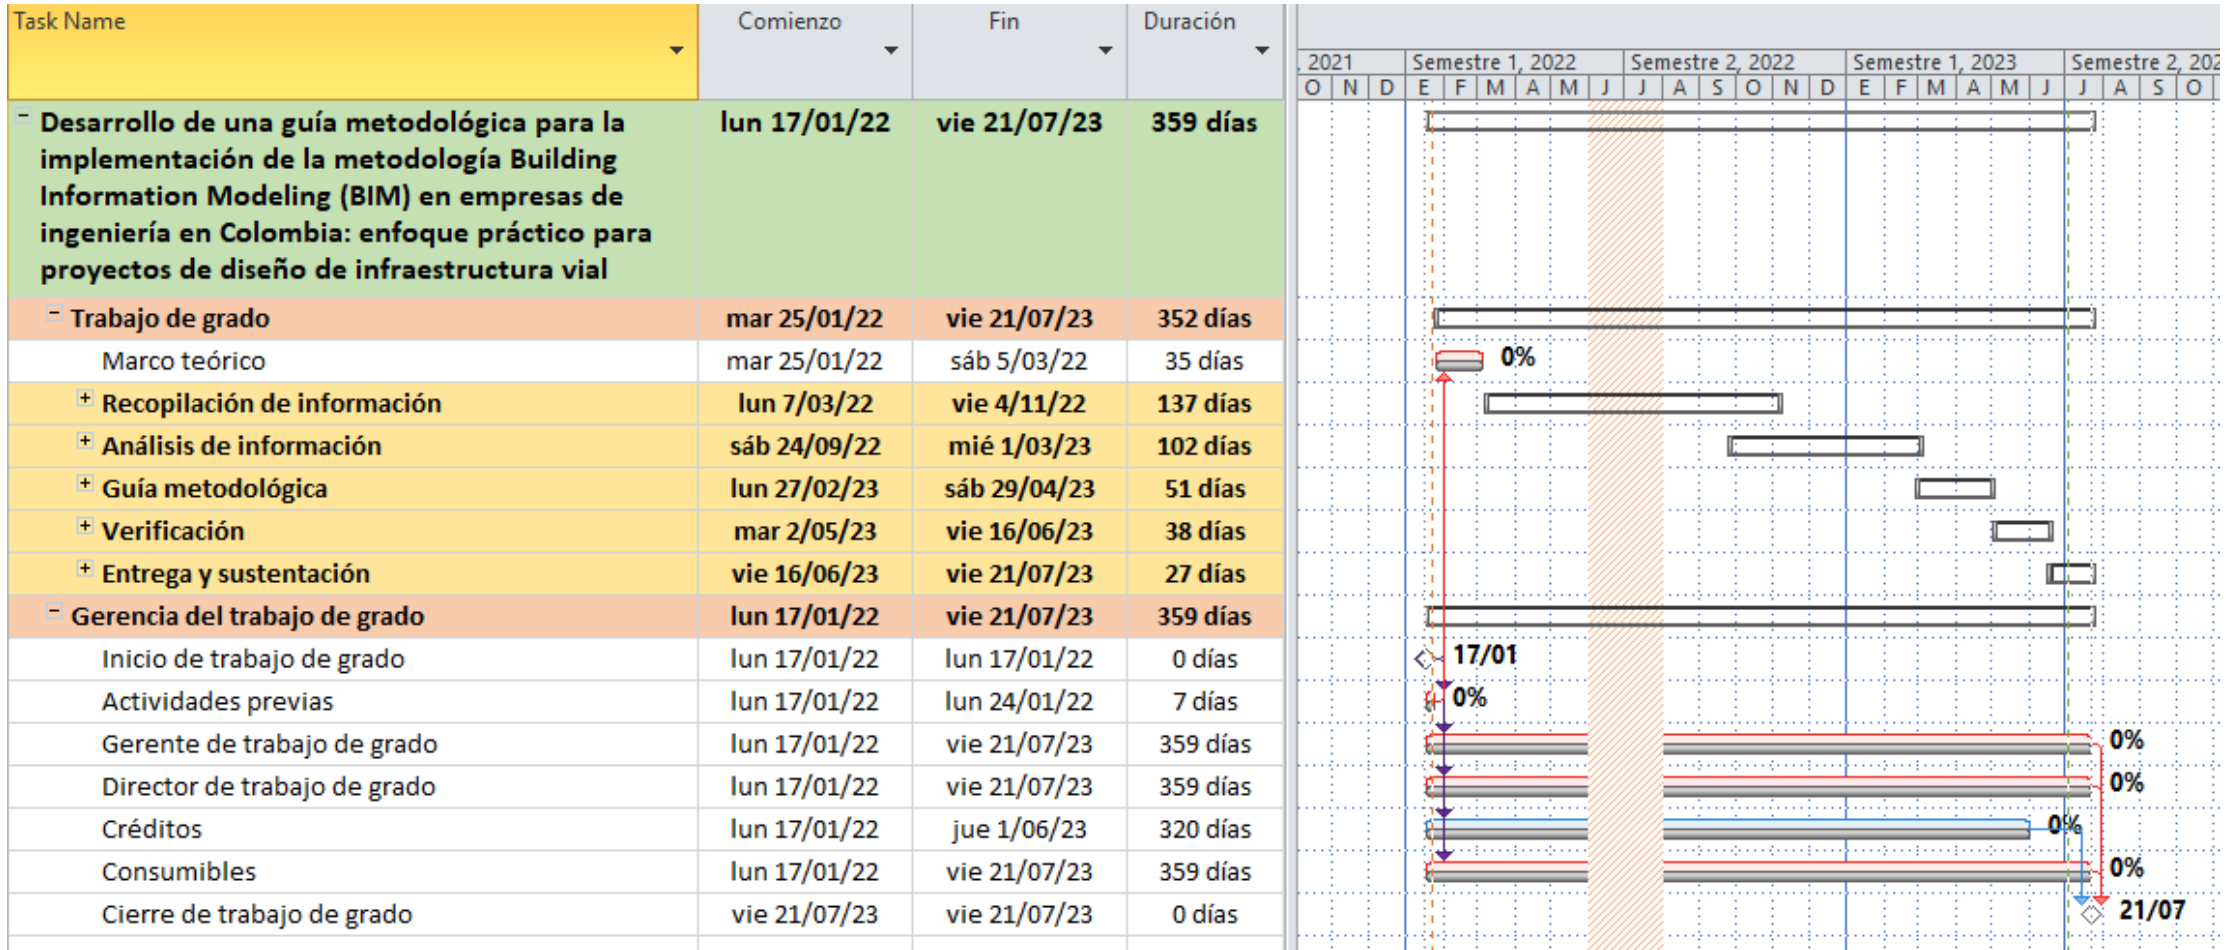 Task Name Comienzo Fin Duración
, 2021 Semestre 1, 2022 Semestre 2, 2022 Semestre 1, 2023 Semestre 2, 202
O N D E F M A M J J A S O N D E F M A M J J A S O
Desarrollo de una guía metodológica para la lun 17/01/22 vie 21/07/23 359 días
implementación de la metodología Building
Information Modeling (BIM) en empresas de
ingeniería en Colombia: enfoque práctico para
proyectos de diseño de infraestructura vial
Trabajo de grado mar 25/01/22 vie 21/07/23 352 días
Marco teórico mar 25/01/22 sáb 5/03/22 35 días 0%
Recopilación de información lun 7/03/22 vie 4/11/22 137 días
Análisis de información sáb 24/09/22 mié 1/03/23 102 días
Guía metodológica lun 27/02/23 sáb 29/04/23 51 días
Verificación mar 2/05/23 vie 16/06/23 38 días
Entrega y sustentación vie 16/06/23 vie 21/07/23 27 días
Gerencia del trabajo de grado lun 17/01/22 vie 21/07/23 359 días
Inicio de trabajo de grado lun 17/01/22 lun 17/01/22 0 días 17/01
Actividades previas lun 17/01/22 lun 24/01/22 7 días 0%
Gerente de trabajo de grado lun 17/01/22 vie 21/07/23 359 días 0%
Director de trabajo de grado lun 17/01/22 vie 21/07/23 359 días 0%
Créditos lun 17/01/22 jue 1/06/23 320 días 0%
Consumibles lun 17/01/22 vie 21/07/23 359 días 0%
Cierre de trabajo de grado vie 21/07/23 vie 21/07/23 0 días 21/07